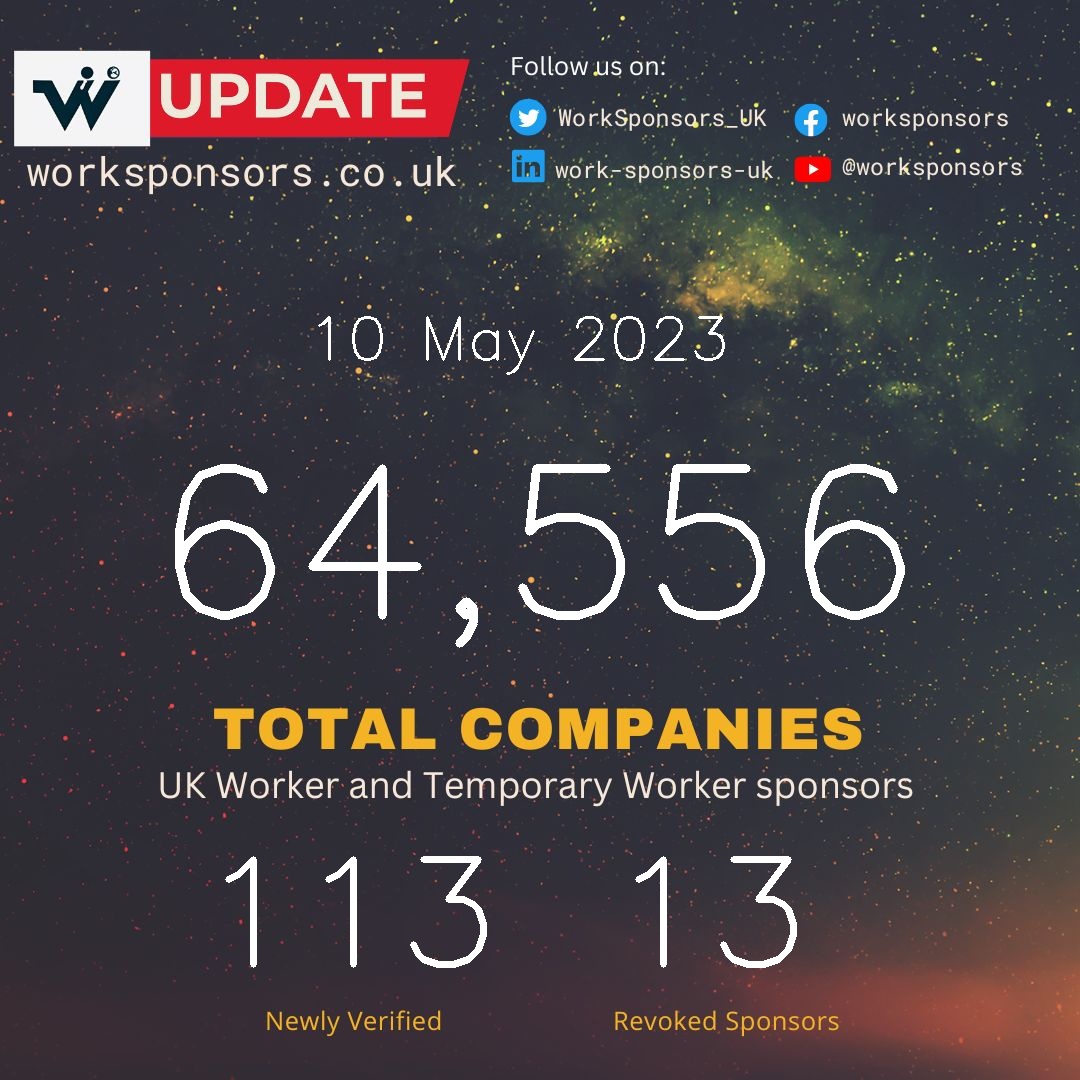 UPDATE
worksponsors.co.uk
Follow us on:
WorkSponsors_UK
worksponsors
work-sponsors-uk
@worksponsors
10 May 2023
64,556
TOTAL COMPANIES
UK Worker and Temporary Worker sponsors
113
13
Newly Verified
Revoked Sponsors